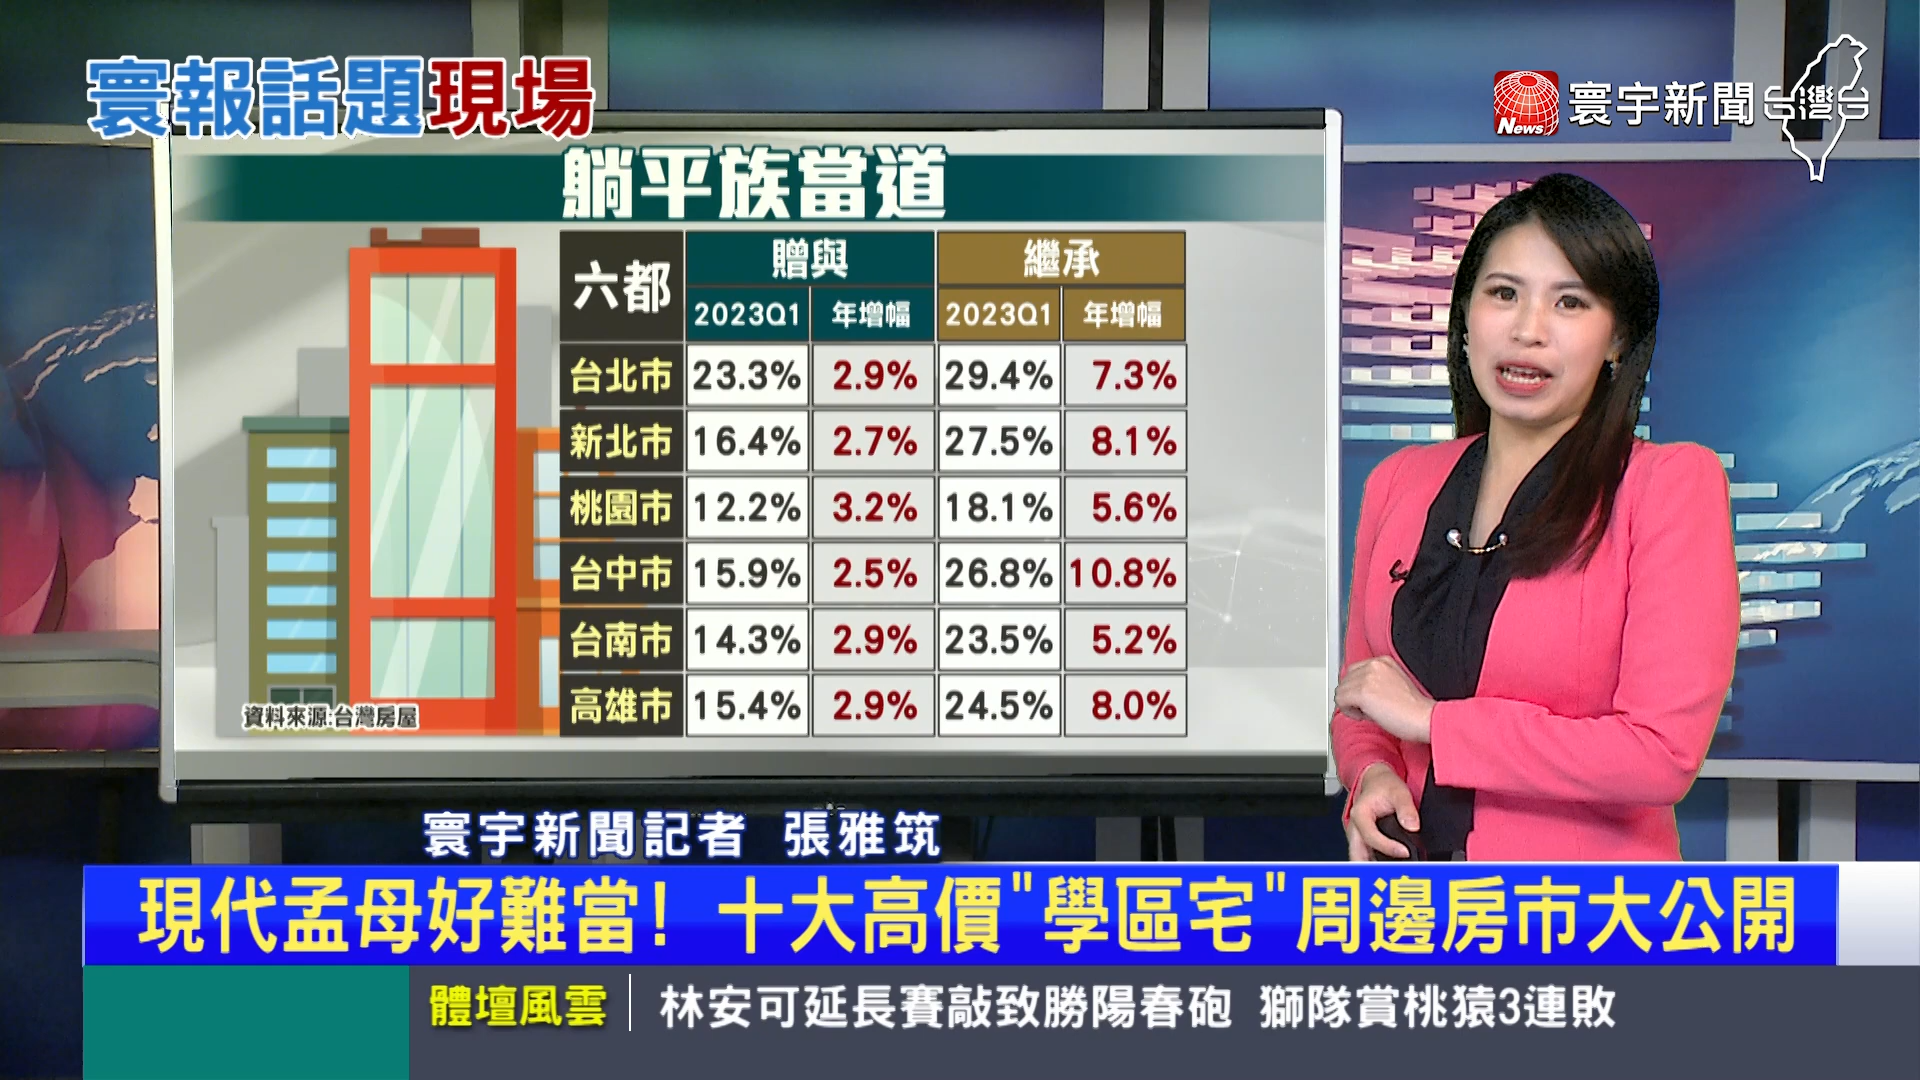 寰報話題現場
News 寰宇新聞 台灣台
躺平族當道
六都 贈與 繼承
2023Q1 年增幅 2023Q1 年增幅
台北市 23.3% 2.9% 29.4% 7.3%
新北市 16.4% 2.7% 27.5% 8.1%
桃園市 12.2% 3.2% 18.1% 5.6%
台中市 15.9% 2.5% 26.8% 10.8%
台南市 14.3% 2.9% 23.5% 5.2%
高雄市 15.4% 2.9% 24.5% 8.0%
資料來源:台灣房屋
寰宇新聞記者 張雅筑
現代孟母好難當! 十大高價"學區宅"周邊房市大公開
體壇風雲 林安可延長賽敲致勝陽春砲 獅隊賞桃猿3連敗